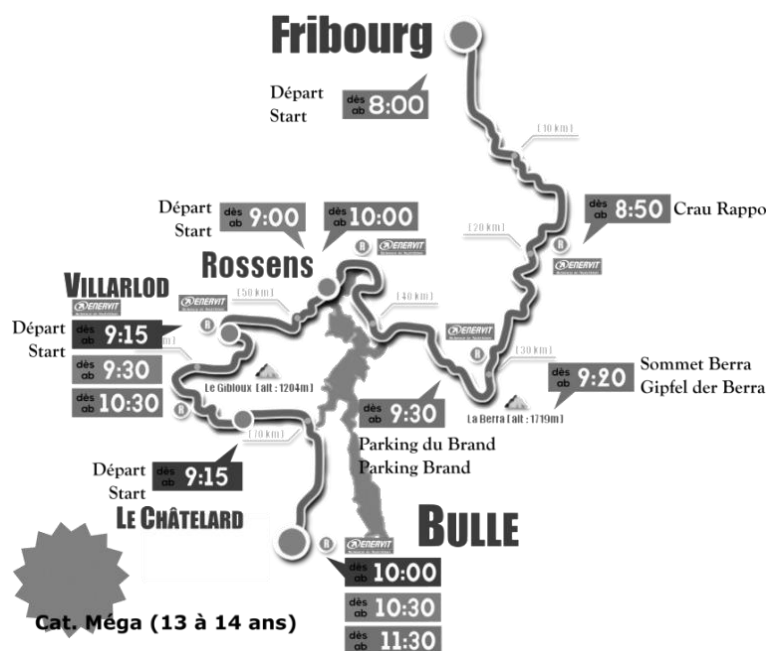 Fribourg
Départ
Start
dès ab 8:00
[10 km]
Départ
Start
dès ab 9:00
dès ab 10:00
dès ab 8:50
Crau Rappo
[20 km]
R
ENERVIT
R
ENERVIT
Rossens
VILLARLOD
ENERVIT
[50 km]
[40 km]
R
ENERVIT
R
ENERVIT
Départ
Start
dès ab 9:15
dès ab 9:30
dès ab 10:30
R
Le Gibloux [alt : 1204m]
[30 km]
La Berra [alt : 1719m]
dès ab 9:20
Sommet Berra
Gipfel der Berra
dès ab 9:30
Parking du Brand
Parking Brand
[70 km]
Départ
Start
dès ab 9:15
LE CHÂTELARD
BULLE
R
ENERVIT
dès ab 10:00
dès ab 10:30
dès ab 11:30
Cat. Méga (13 à 14 ans)